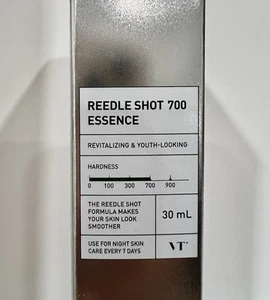 REEDLE SHOT 700
ESSENCE
REVITALIZING & YOUTH-LOOKING
HARDNESS
0 100 300 700 900
THE REEDLE SHOT
FORMULA MAKES
YOUR SKIN LOOK
SMOOTHER
30 mL
USE FOR NIGHT SKIN
CARE EVERY 7 DAYS
VT